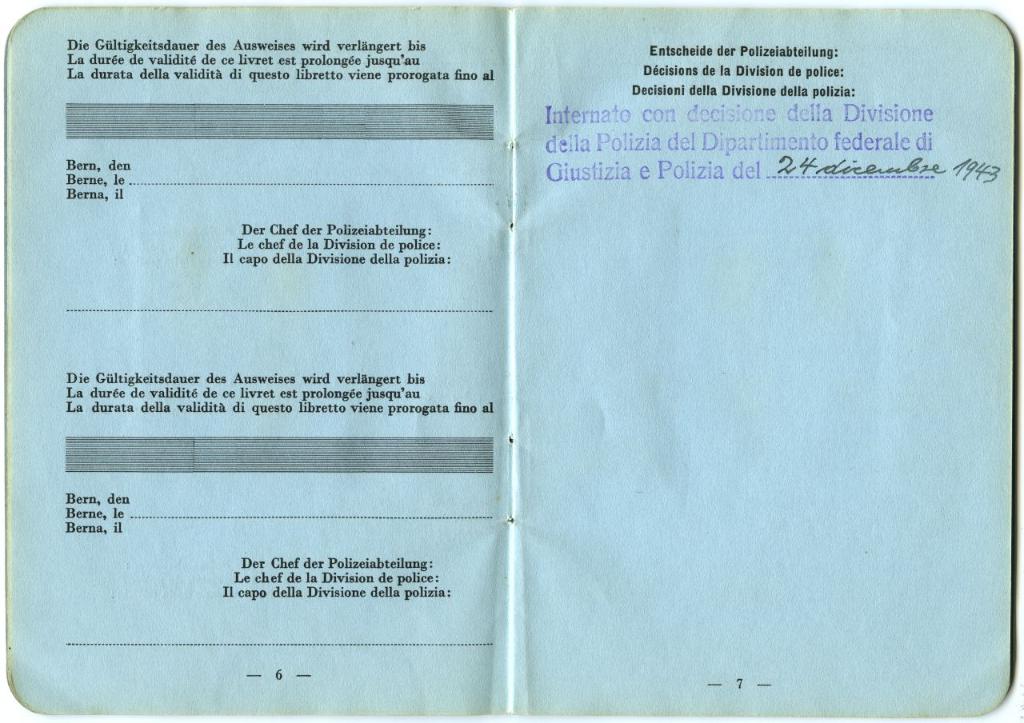 Die Gültigkeitsdauer des Ausweises wird verlängert bis
La durée de validité de ce livret est prolongée jusqu'au
La durata della validità di questo libretto viene prorogata fino al
Bern, den
Berne, le
Berna, il
Der Chef der Polizeiabteilung:
Le chef de la Division de police:
Il capo della Divisione della polizia:
Die Gültigkeitsdauer des Ausweises wird verlängert bis
La durée de validité de ce livret est prolongée jusqu'au
La durata della validità di questo libretto viene prorogata fino al
Bern, den
Berne, le
Berna, il
Der Chef der Polizeiabteilung:
Le chef de la Division de police:
Il capo della Divisione della polizia:
— 6 —
Entscheide der Polizeiabteilung:
Décisions de la Division de police:
Decisioni della Divisione della polizia:
Internato con decisione della Divisione
della Polizia del Dipartimento federale di
Giustizia e Polizia del 24 dicembre 1943
— 7 —